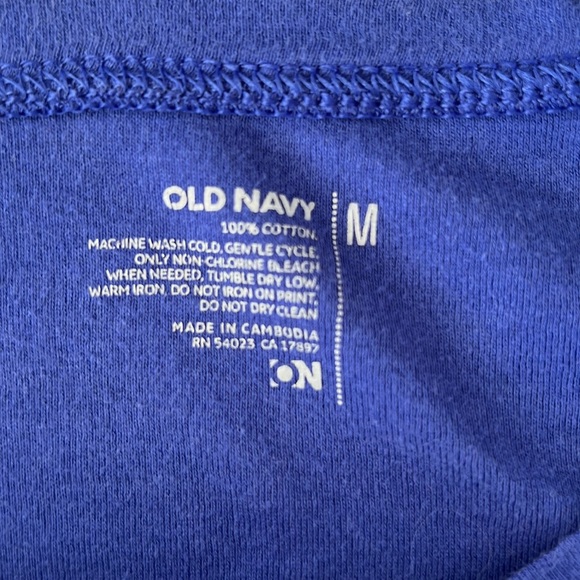 OLD NAVY
M
100% COTTON,
MACHINE WASH COLD, GENTLE CYCLE,
ONLY NON-CHLORINE BLEACH
WHEN NEEDED, TUMBLE DRY LOW,
WARM IRON, DO NOT IRON ON PRINT,
DO NOT DRY CLEAN
MADE IN CAMBODIA
RN 54023 CA 17897
ON